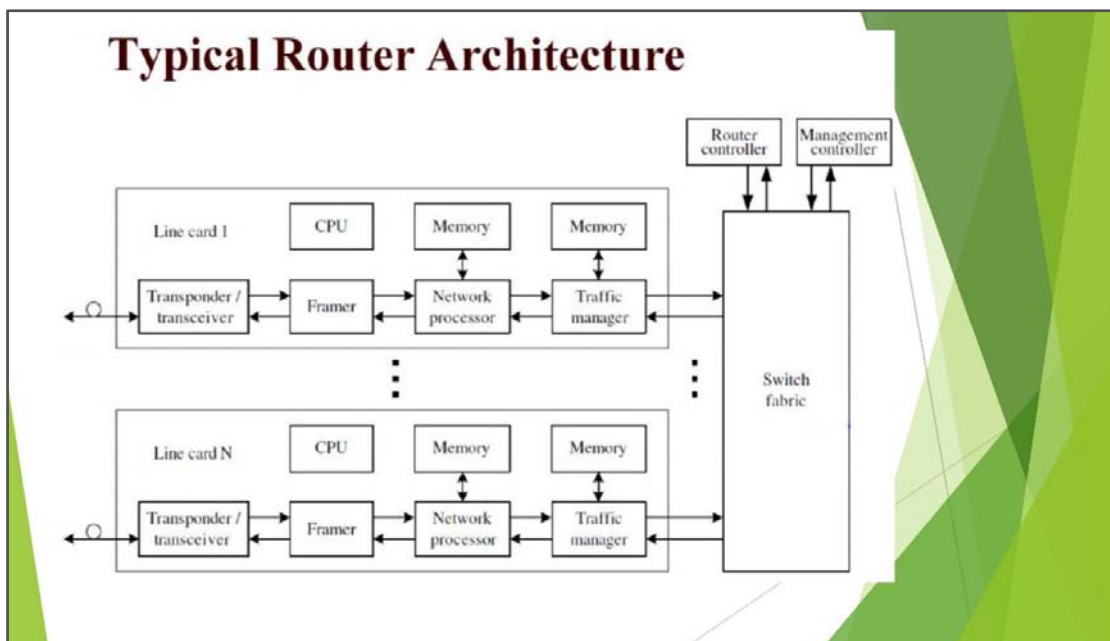 Typical Router Architecture
Router
controller
Management
controller
Line card 1
CPU
Memory
Memory
Transponder /
transceiver
Framer
Network
processor
Traffic
manager
Switch
fabric
Line card N
CPU
Memory
Memory
Transponder /
transceiver
Framer
Network
processor
Traffic
manager